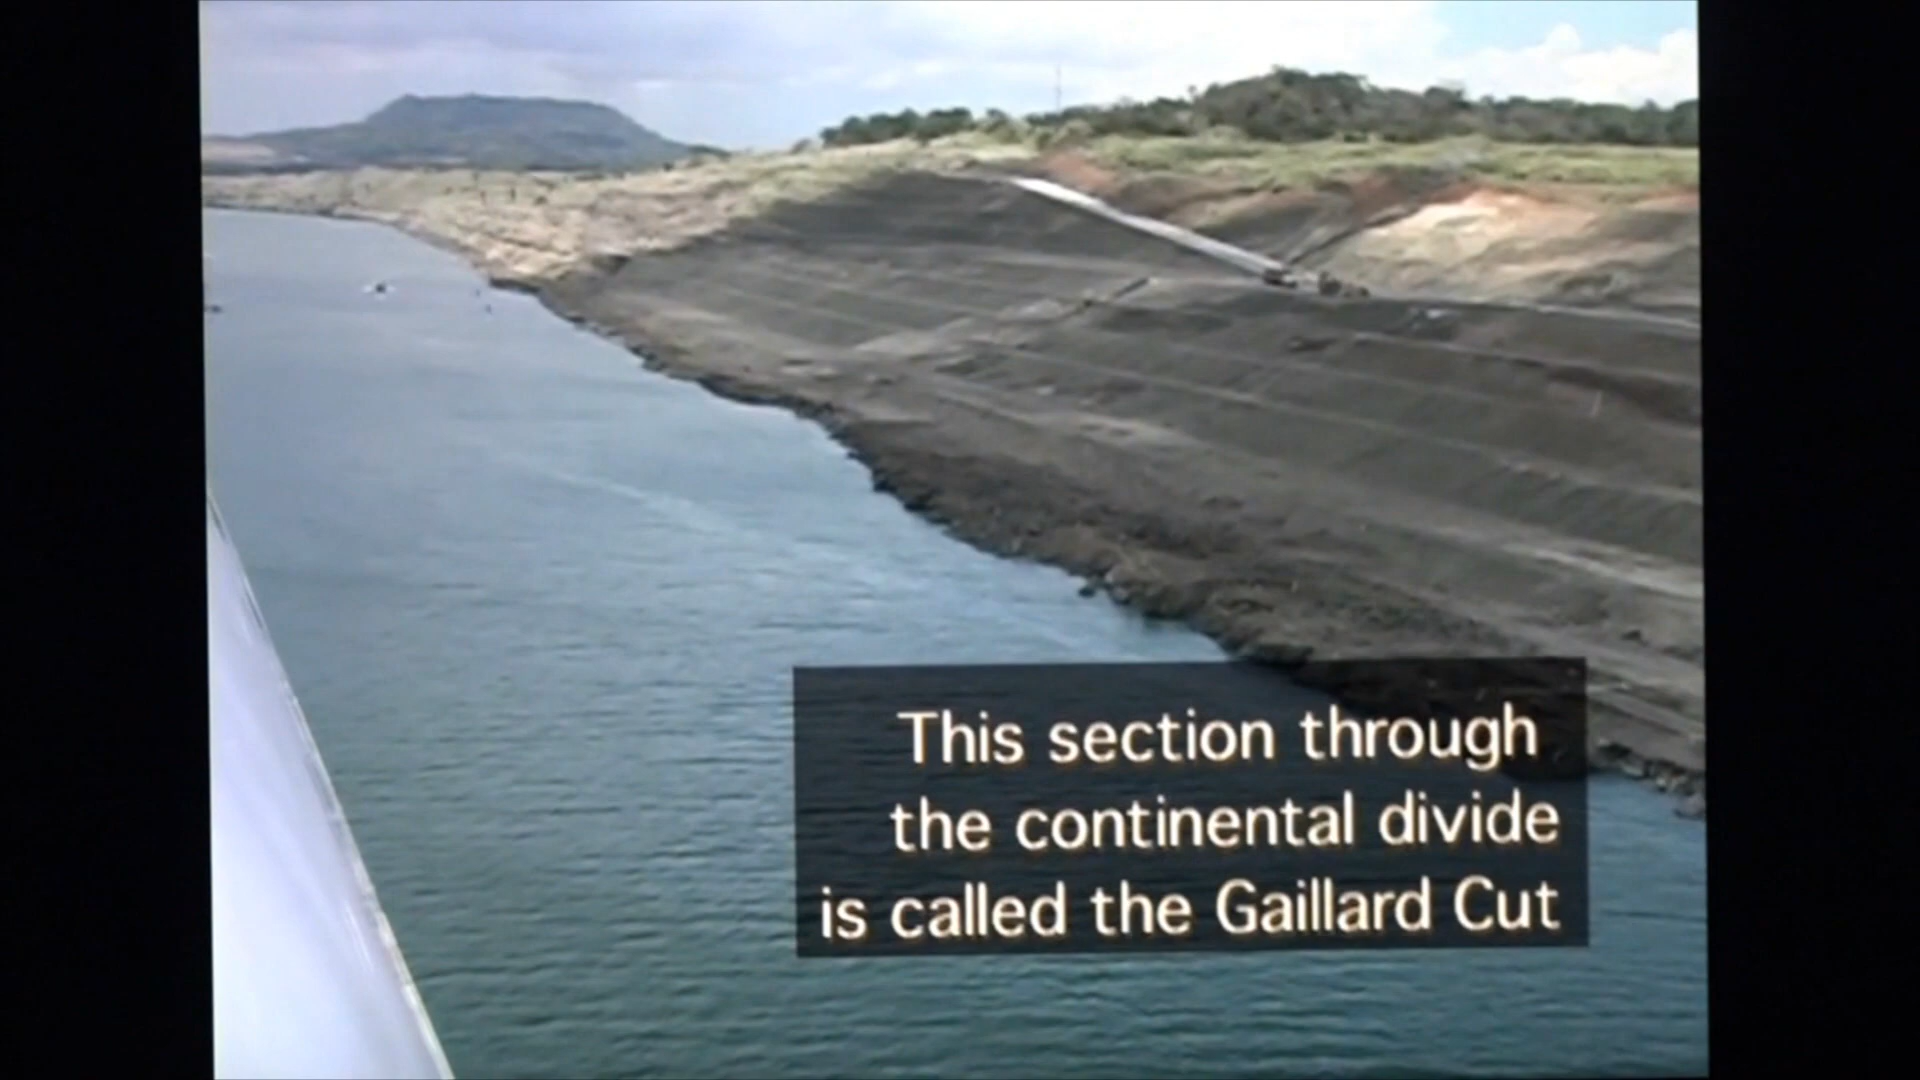 This section through
the continental divide
is called the Gaillard Cut